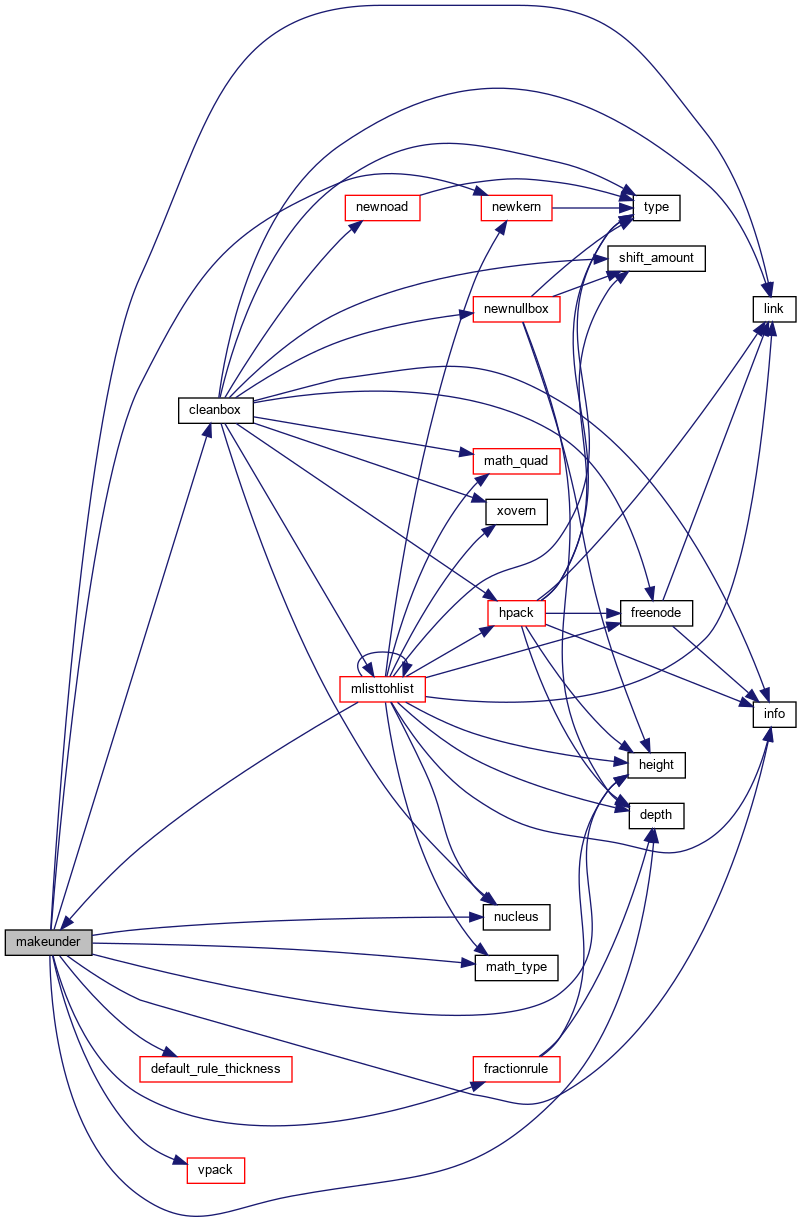 type
newnoad
newkern
shift_amount
newnullbox
link
cleanbox
math_quad
xovern
hpack
freenode
mlisttohlist
info
height
depth
nucleus
makeunder
math_type
default_rule_thickness
fractionrule
vpack